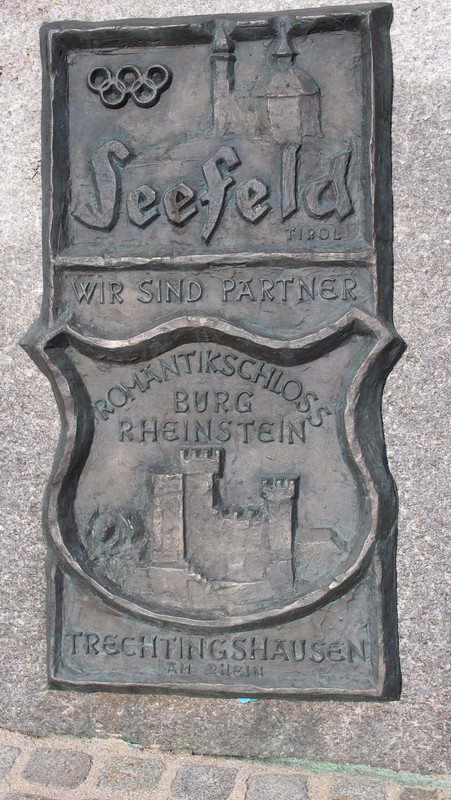 Seefeld
TIROL
WIR SIND PARTNER
ROMANTIKSCHLOSS
BURG
RHEINSTEIN
TRECHTINGSHAUSEN
AM RHEIN